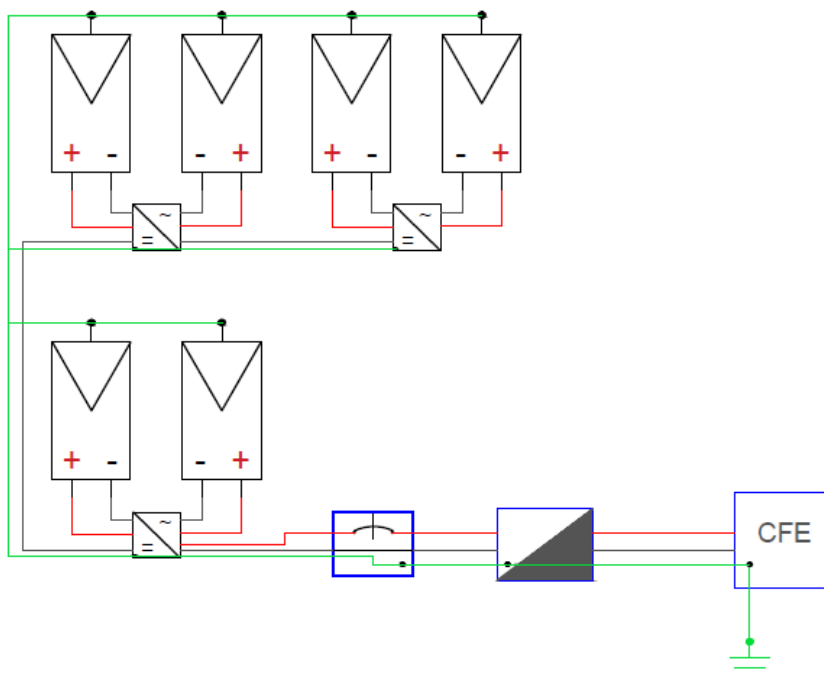 + - - + + - - +
~ ~
= =
+ - - +
~
=
CFE